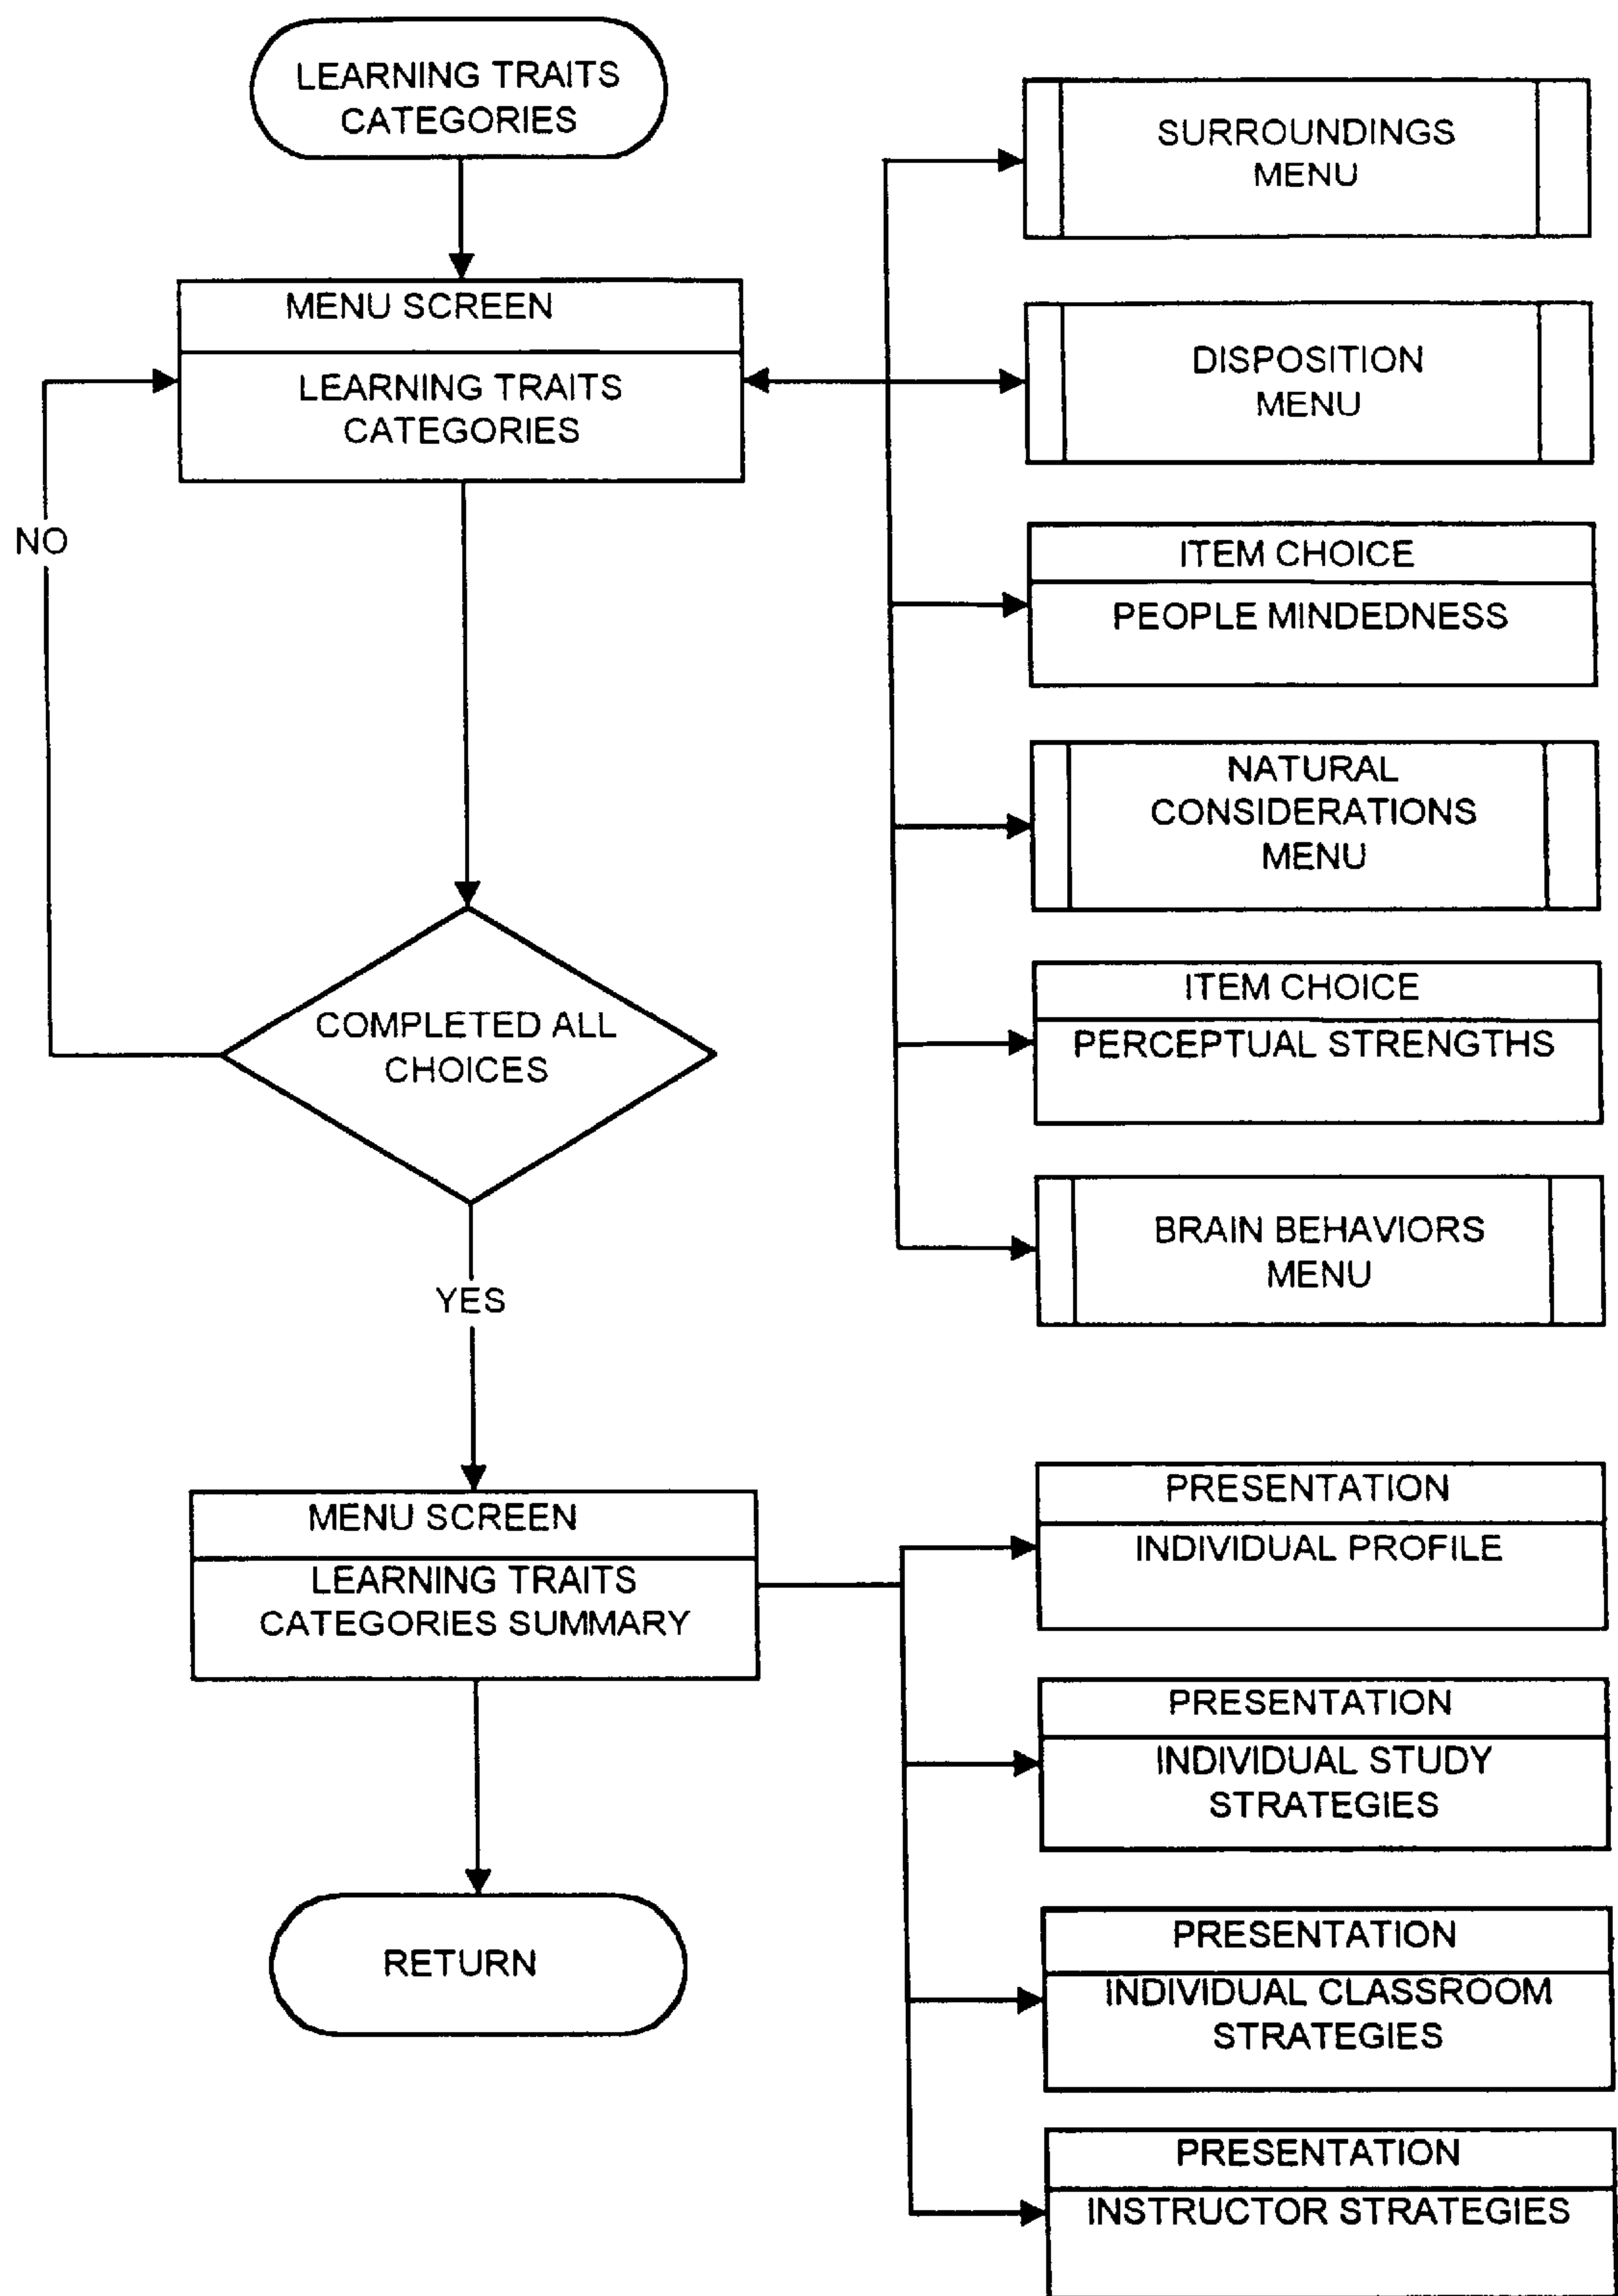 LEARNING TRAITS
CATEGORIES
MENU SCREEN
LEARNING TRAITS
CATEGORIES
NO
COMPLETED ALL
CHOICES
YES
MENU SCREEN
LEARNING TRAITS
CATEGORIES SUMMARY
RETURN
SURROUNDINGS
MENU
DISPOSITION
MENU
ITEM CHOICE
PEOPLE MINDEDNESS
NATURAL
CONSIDERATIONS
MENU
ITEM CHOICE
PERCEPTUAL STRENGTHS
BRAIN BEHAVIORS
MENU
PRESENTATION
INDIVIDUAL PROFILE
PRESENTATION
INDIVIDUAL STUDY
STRATEGIES
PRESENTATION
INDIVIDUAL CLASSROOM
STRATEGIES
PRESENTATION
INSTRUCTOR STRATEGIES